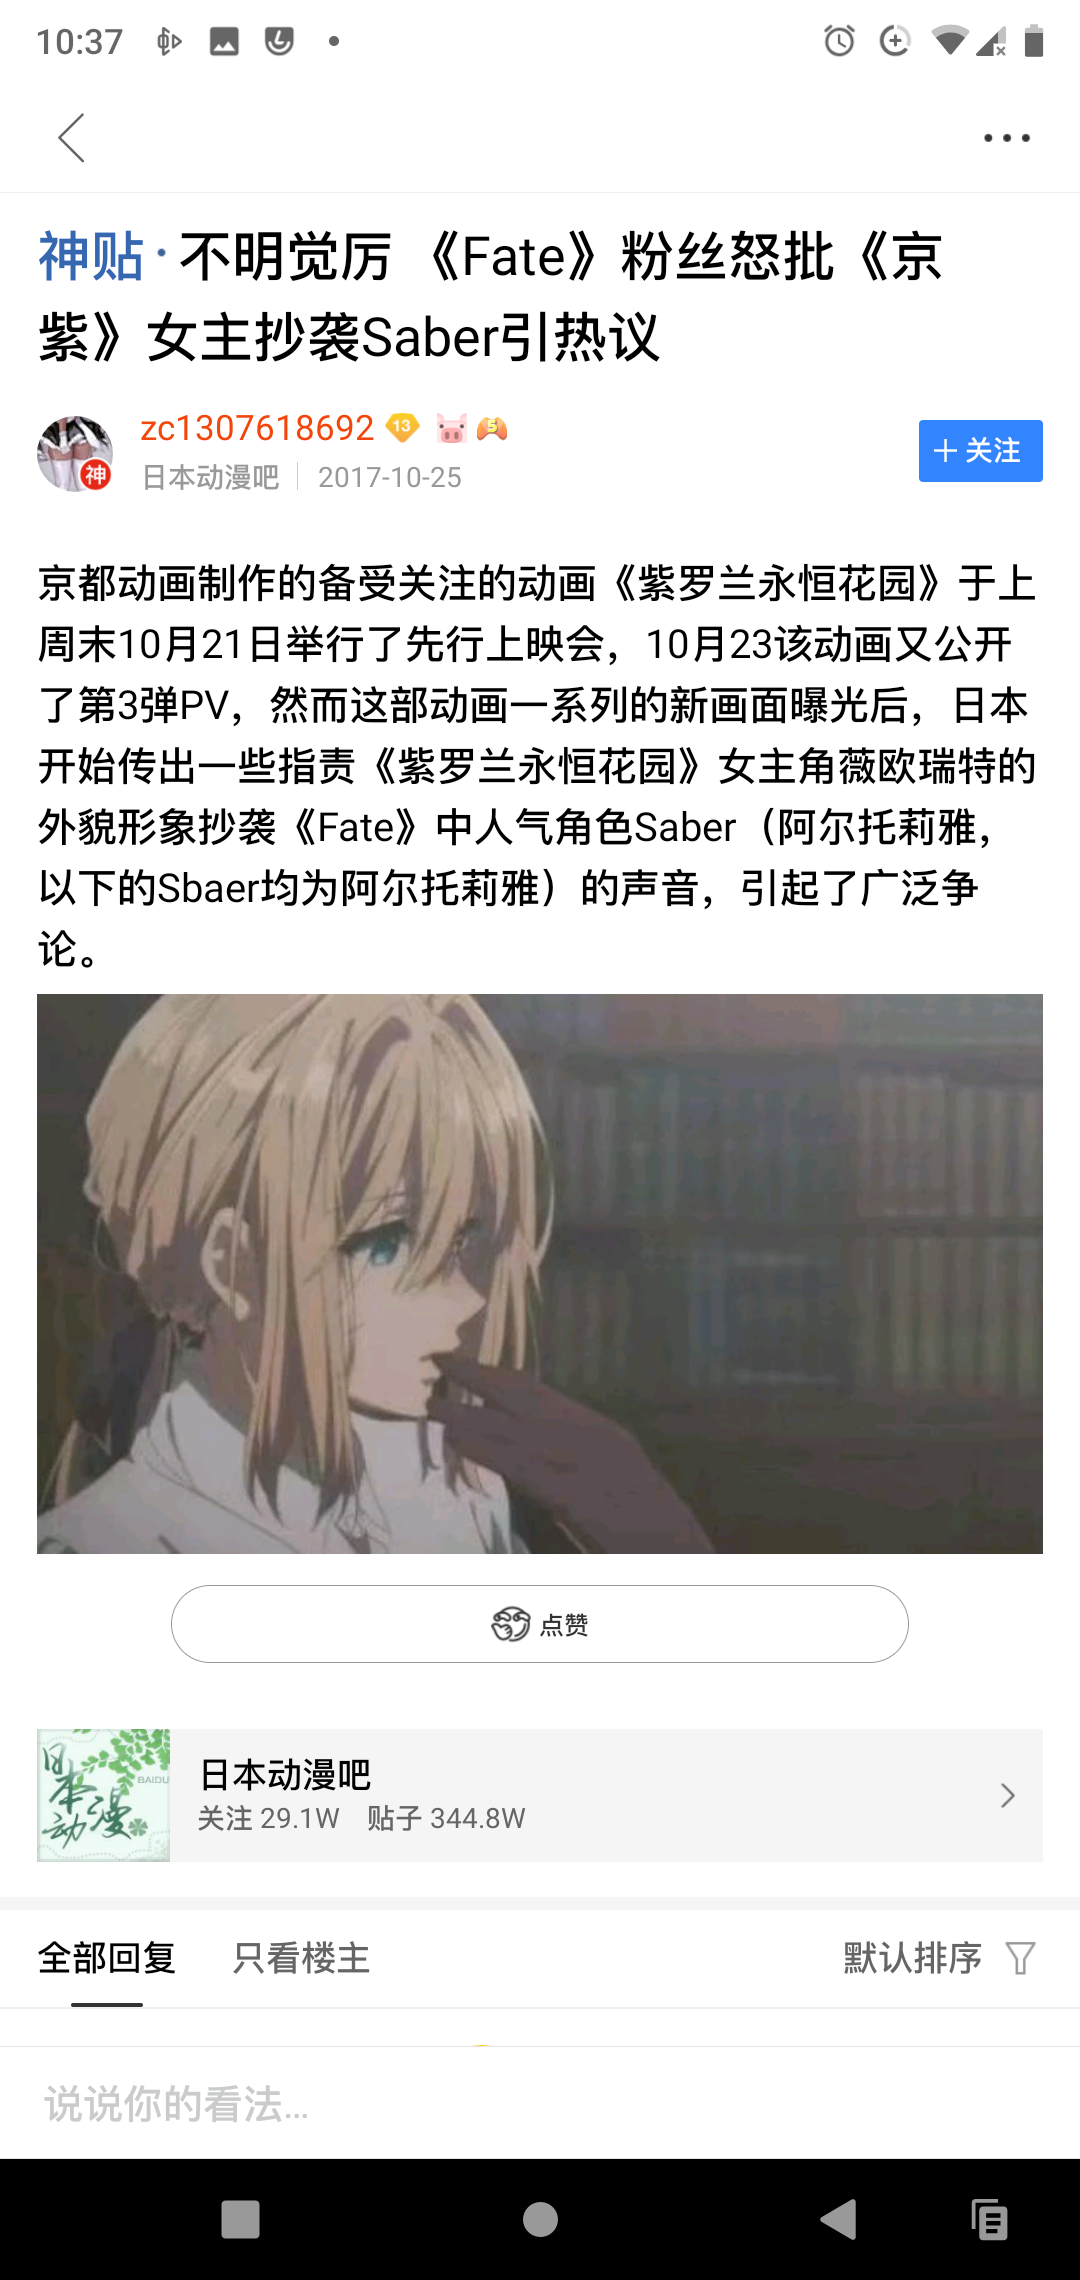 10:37
神贴·不明觉厉 《Fate》粉丝怒批《京
紫》女主抄袭Saber引热议
zc1307618692 13 5
神
日本动漫吧 2017-10-25
+ 关注
京都动画制作的备受关注的动画《紫罗兰永恒花园》于上
周末10月21日举行了先行上映会，10月23该动画又公开
了第3弹PV，然而这部动画一系列的新画面曝光后，日本
开始传出一些指责《紫罗兰永恒花园》女主角薇欧瑞特的
外貌形象抄袭《Fate》中人气角色Saber（阿尔托莉雅，
以下的Sbaer均为阿尔托莉雅）的声音，引起了广泛争
论。
点赞
日本动漫
BAIDU
日本动漫吧
关注 29.1W 贴子 344.8W
全部回复 只看楼主 默认排序
说说你的看法...